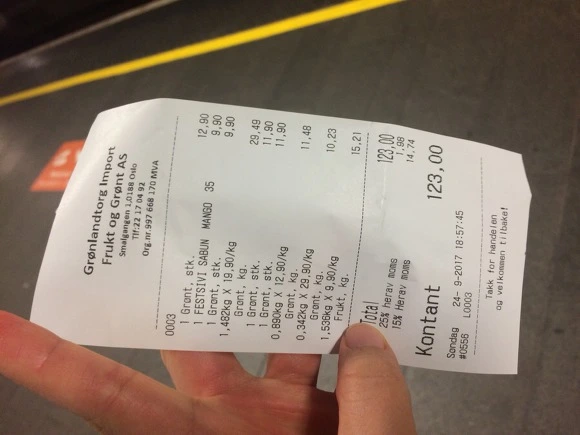 Grønlandtorg Import
Frukt og Grønt AS
Smalgangen 1,0188 Oslo
Tlf:22 17 04 92
Org.nr.997 668 170 MVA
0003
1 Grønt, stk. 12,90
1 FESTSIVI SABUN MANGO 35 9,90
1 Grønt, stk. 9,90
1,482kg X 19,90/kg
Grønt, kg. 29,49
1 Grønt, stk. 11,90
1 Grønt, stk. 11,90
0,890kg X 12,90/kg
Grønt, kg. 11,48
0,342kg X 29,90/kg
Grønt, kg. 10,23
1,536kg X 9,90/kg
Frukt, kg. 15,21
Total 123,00
25% herav moms 1,98
15% herav moms 14,74
Kontant 123,00
Søndag 24- 9-2017 18:57:45
#0556 L0003
Takk for handelen
og velkommen tilbake!